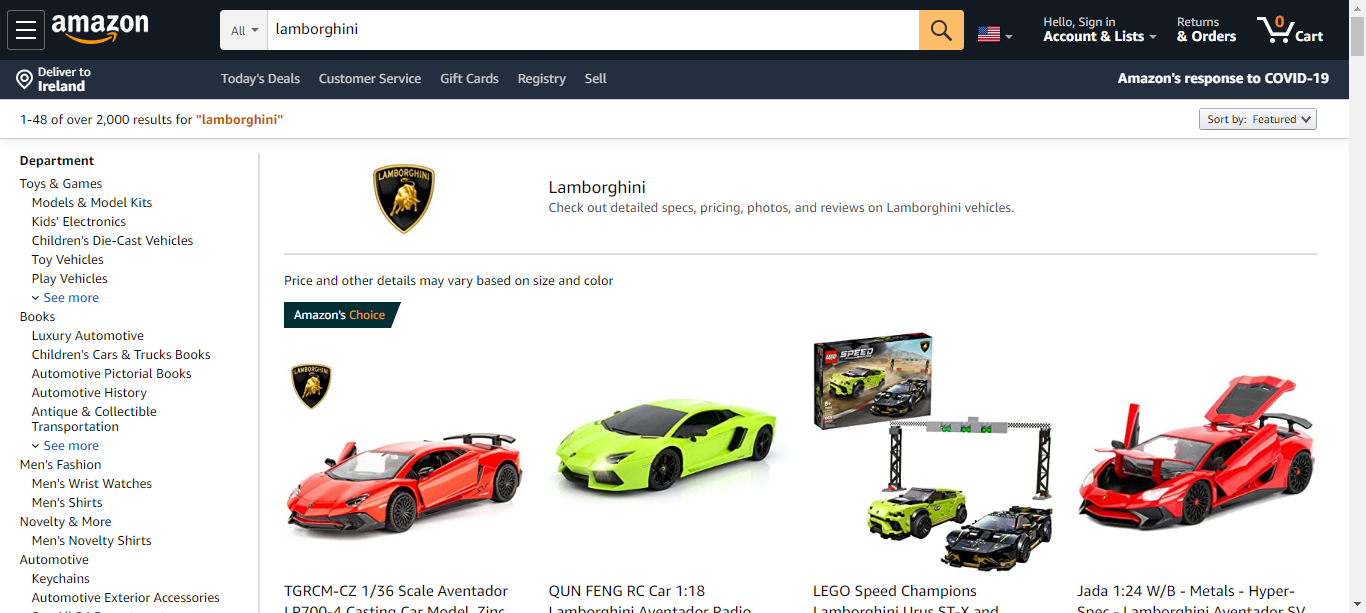 amazon
All
lamborghini
Hello, Sign in
Account & Lists
Returns
& Orders
0
Cart
Deliver to
Ireland
Today's Deals
Customer Service
Gift Cards
Registry
Sell
Amazon's response to COVID-19
1-48 of over 2,000 results for "lamborghini"
Sort by: Featured
Department
Toys & Games
Models & Model Kits
Kids' Electronics
Children's Die-Cast Vehicles
Toy Vehicles
Play Vehicles
See more
Books
Luxury Automotive
Children's Cars & Trucks Books
Automotive Pictorial Books
Automotive History
Antique & Collectible
Transportation
See more
Men's Fashion
Men's Wrist Watches
Men's Shirts
Novelty & More
Men's Novelty Shirts
Automotive
Keychains
Automotive Exterior Accessories
LAMBORGHINI
Lamborghini
Check out detailed specs, pricing, photos, and reviews on Lamborghini vehicles.
Price and other details may vary based on size and color
Amazon's Choice
LAMBORGHINI
LEGO
SPEED
TGRCM-CZ 1/36 Scale Aventador
LP700-4 Casting Car Model, Zinc
QUN FENG RC Car 1:18
Lamborghini Aventador Radio
LEGO Speed Champions
Lamborghini Urus ST-X and
Jada 1:24 W/B - Metals - Hyper-
Spec - Lamborghini Aventador SV